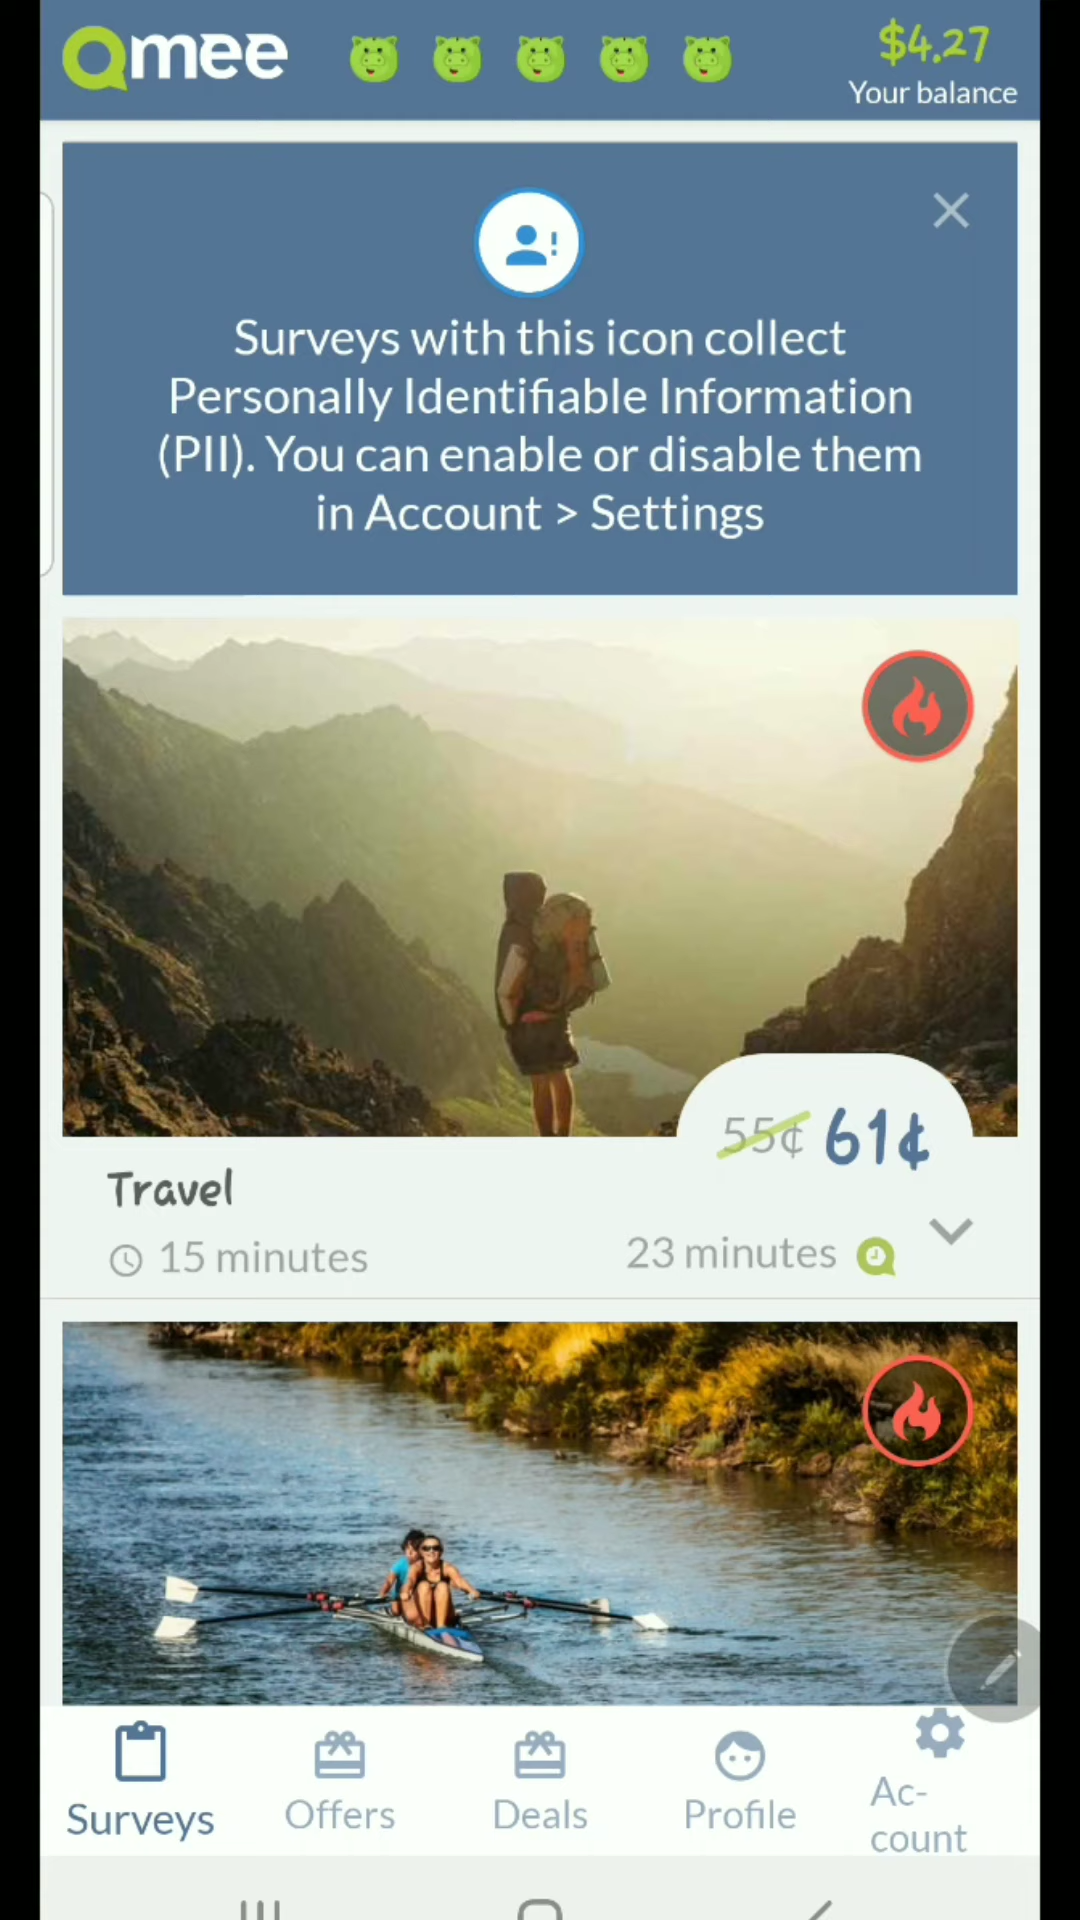 Qmee
$4.27
Your balance
Surveys with this icon collect
Personally Identifiable Information
(PII). You can enable or disable them
in Account > Settings
55¢ 61¢
Travel
15 minutes
23 minutes
Surveys
Offers
Deals
Profile
Ac-
count